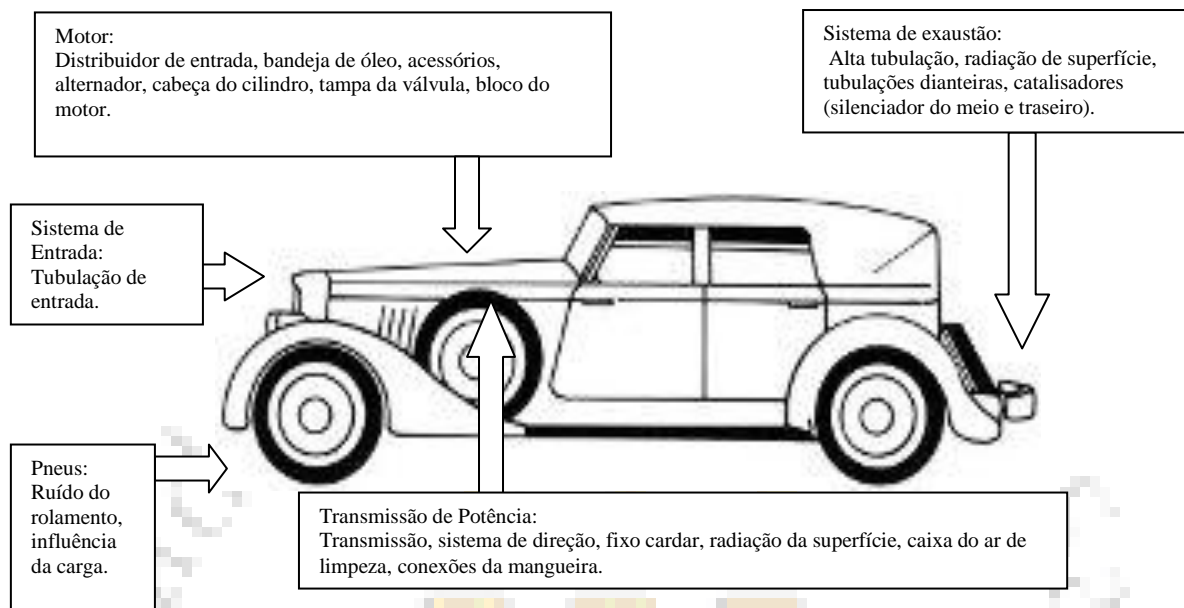 Motor:
Distribuidor de entrada, bandeja de óleo, acessórios,
alternador, cabeça do cilindro, tampa da válvula, bloco do
motor.
Sistema de exaustão:
Alta tubulação, radiação de superfície,
tubulações dianteiras, catalisadores
(silenciador do meio e traseiro).
Sistema de
Entrada:
Tubulação de
entrada.
Pneus:
Ruído do
rolamento,
influência
da carga.
Transmissão de Potência:
Transmissão, sistema de direção, fixo cardar, radiação da superfície, caixa do ar de
limpeza, conexões da mangueira.